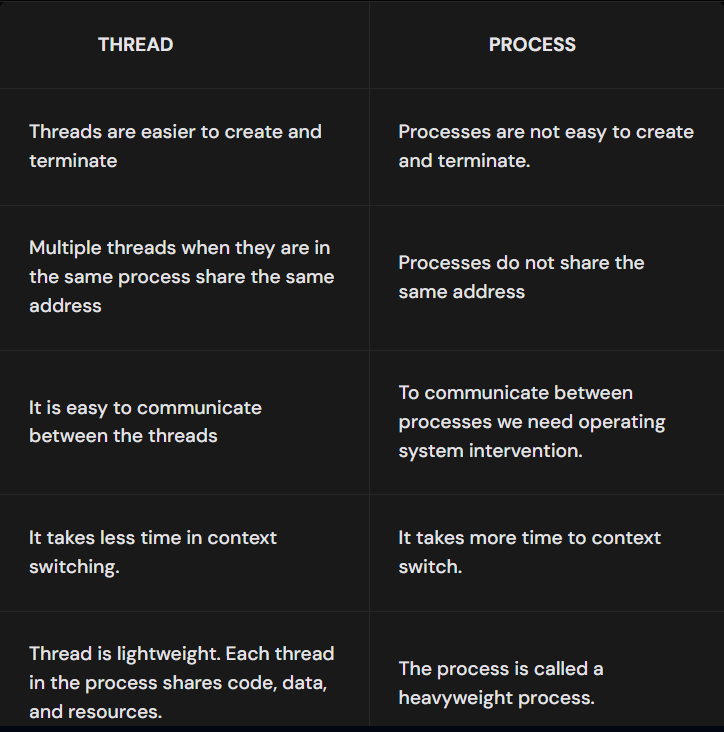 THREAD
PROCESS
Threads are easier to create and
terminate
Processes are not easy to create
and terminate.
Multiple threads when they are in
the same process share the same
address
Processes do not share the
same address
It is easy to communicate
between the threads
To communicate between
processes we need operating
system intervention.
It takes less time in context
switching.
It takes more time to context
switch.
Thread is lightweight. Each thread
in the process shares code, data,
and resources.
The process is called a
heavyweight process.